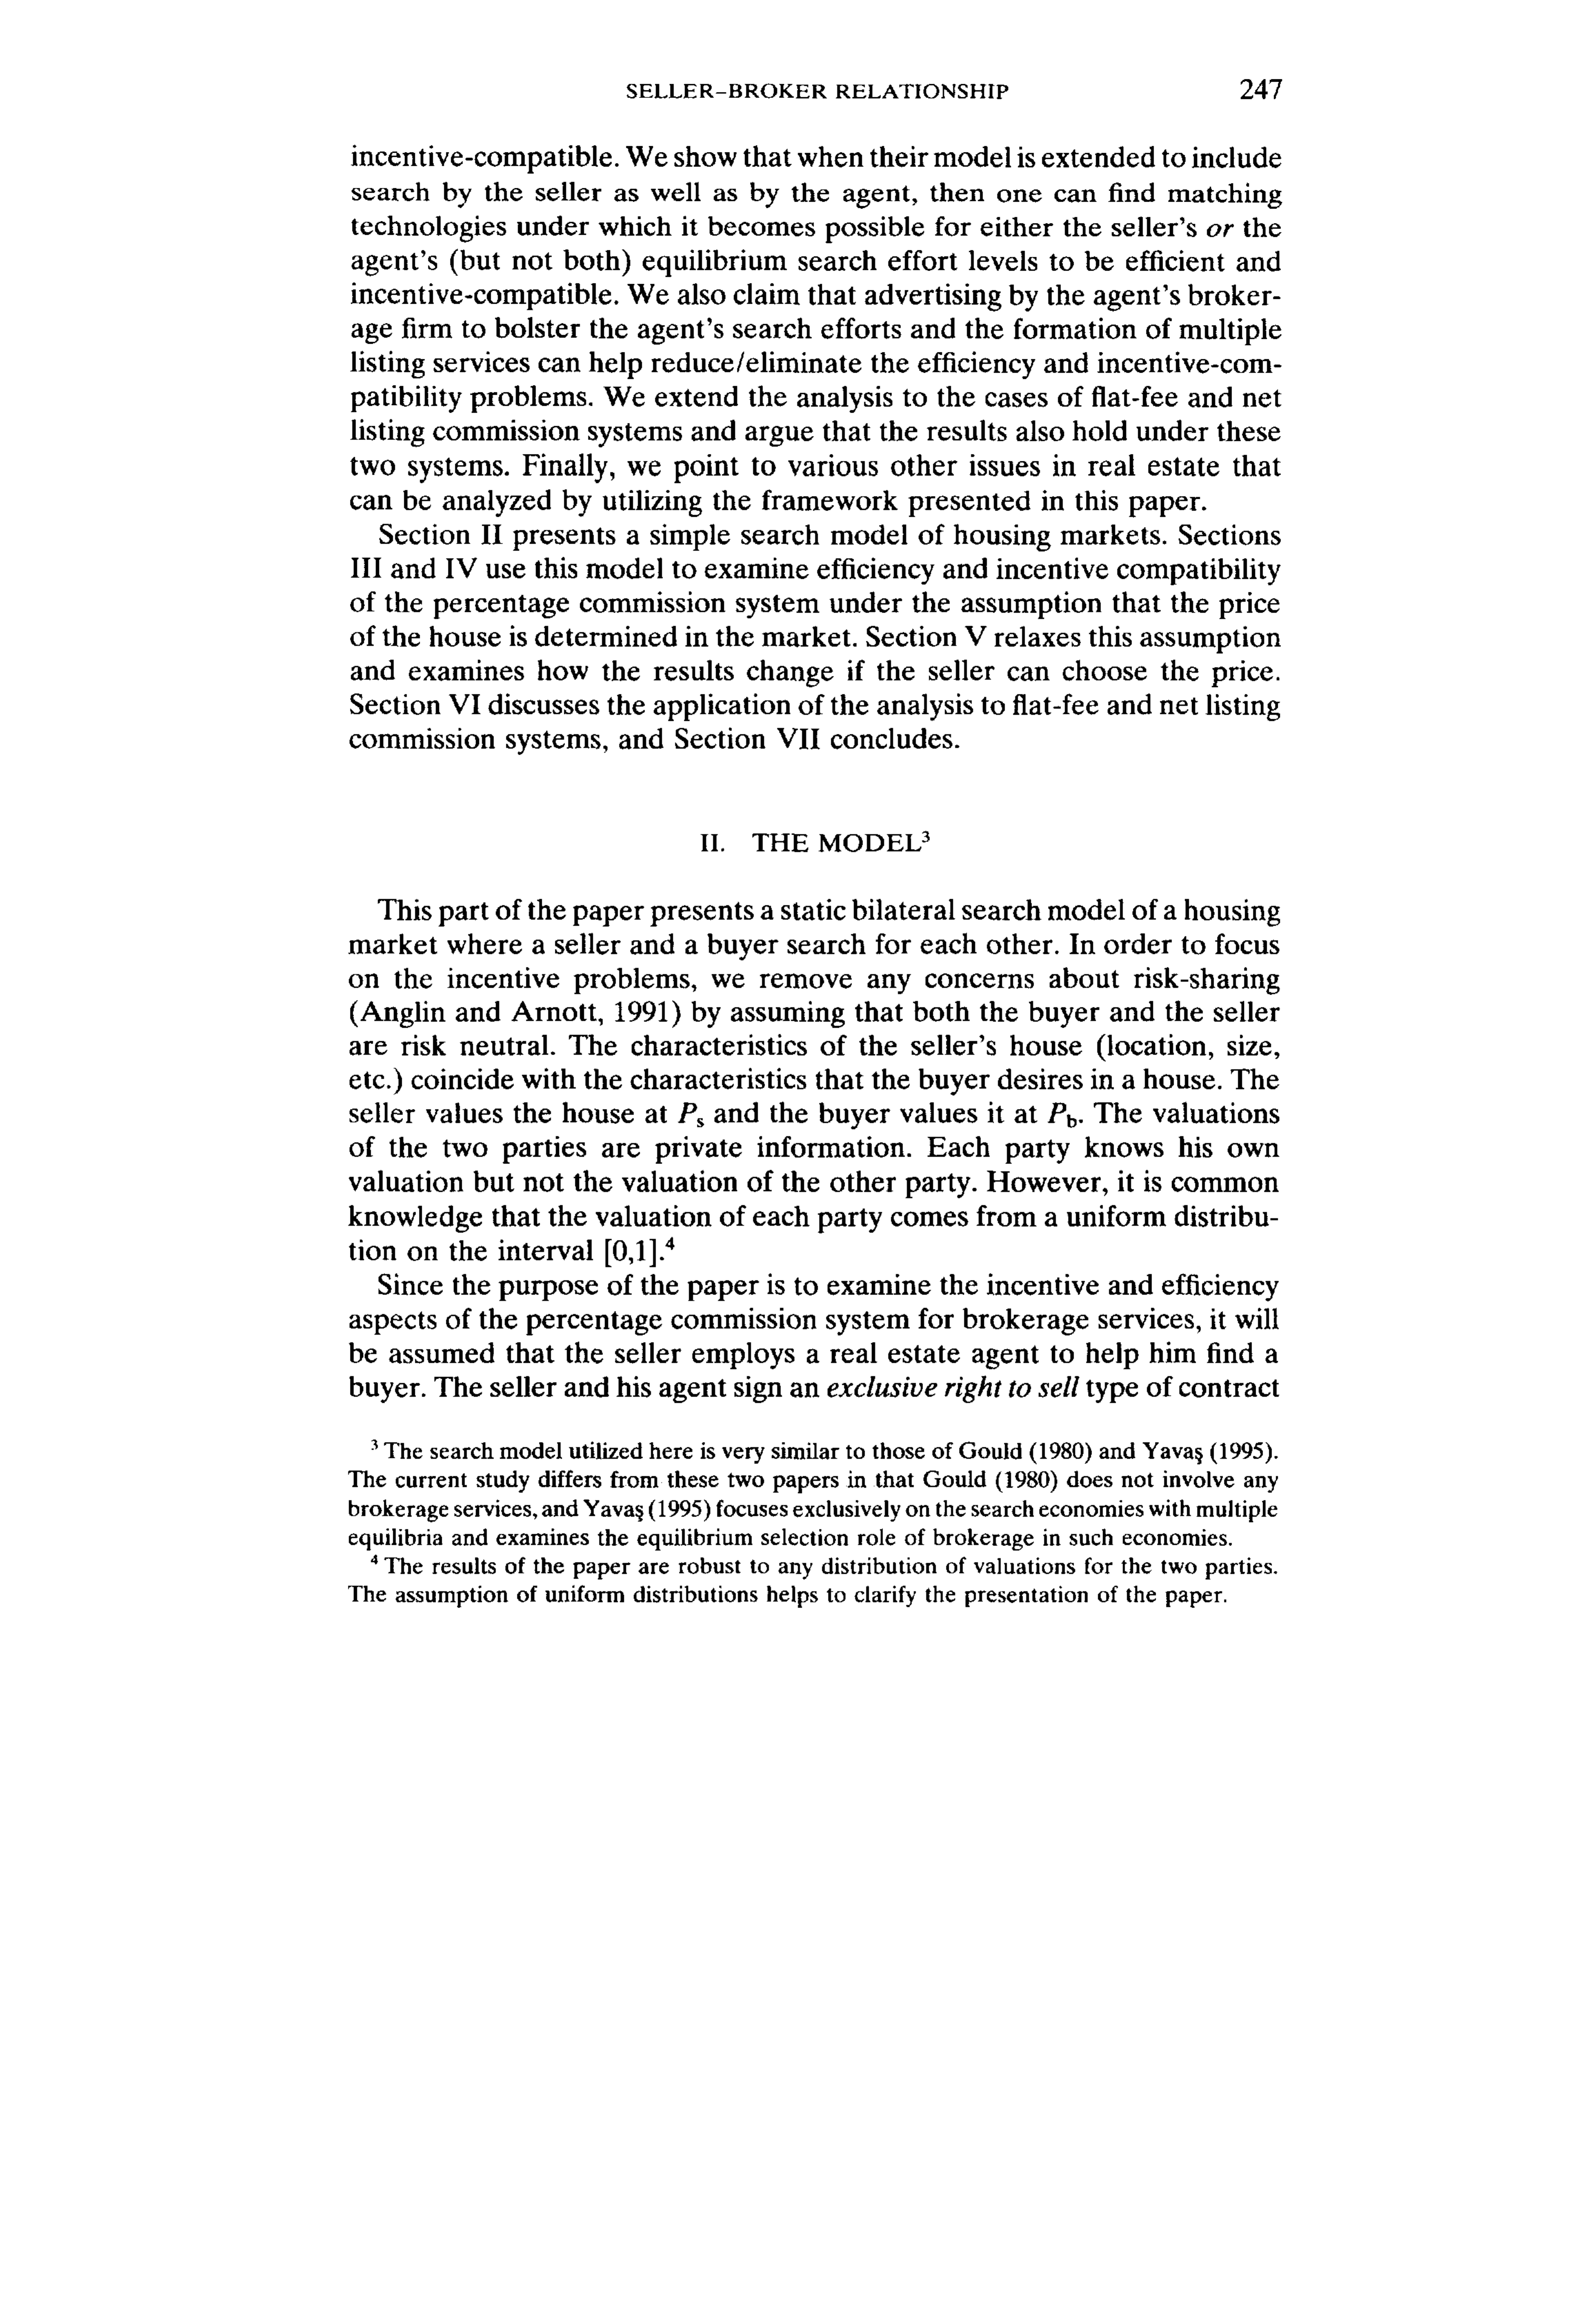 SELLER–BROKER RELATIONSHIP 247
incentive-compatible. We show that when their model is extended to include
search by the seller as well as by the agent, then one can find matching
technologies under which it becomes possible for either the seller's or the
agent's (but not both) equilibrium search effort levels to be efficient and
incentive-compatible. We also claim that advertising by the agent's broker-
age firm to bolster the agent's search efforts and the formation of multiple
listing services can help reduce/eliminate the efficiency and incentive-com-
patibility problems. We extend the analysis to the cases of flat-fee and net
listing commission systems and argue that the results also hold under these
two systems. Finally, we point to various other issues in real estate that
can be analyzed by utilizing the framework presented in this paper.
Section II presents a simple search model of housing markets. Sections
III and IV use this model to examine efficiency and incentive compatibility
of the percentage commission system under the assumption that the price
of the house is determined in the market. Section V relaxes this assumption
and examines how the results change if the seller can choose the price.
Section VI discusses the application of the analysis to flat-fee and net listing
commission systems, and Section VII concludes.
II. THE MODEL³
This part of the paper presents a static bilateral search model of a housing
market where a seller and a buyer search for each other. In order to focus
on the incentive problems, we remove any concerns about risk-sharing
(Anglin and Arnott, 1991) by assuming that both the buyer and the seller
are risk neutral. The characteristics of the seller's house (location, size,
etc.) coincide with the characteristics that the buyer desires in a house. The
seller values the house at Pₛ and the buyer values it at P_b. The valuations
of the two parties are private information. Each party knows his own
valuation but not the valuation of the other party. However, it is common
knowledge that the valuation of each party comes from a uniform distribu-
tion on the interval [0,1].⁴
Since the purpose of the paper is to examine the incentive and efficiency
aspects of the percentage commission system for brokerage services, it will
be assumed that the seller employs a real estate agent to help him find a
buyer. The seller and his agent sign an exclusive right to sell type of contract
³ The search model utilized here is very similar to those of Gould (1980) and Yavaş (1995).
The current study differs from these two papers in that Gould (1980) does not involve any
brokerage services, and Yavaş (1995) focuses exclusively on the search economies with multiple
equilibria and examines the equilibrium selection role of brokerage in such economies.
⁴ The results of the paper are robust to any distribution of valuations for the two parties.
The assumption of uniform distributions helps to clarify the presentation of the paper.